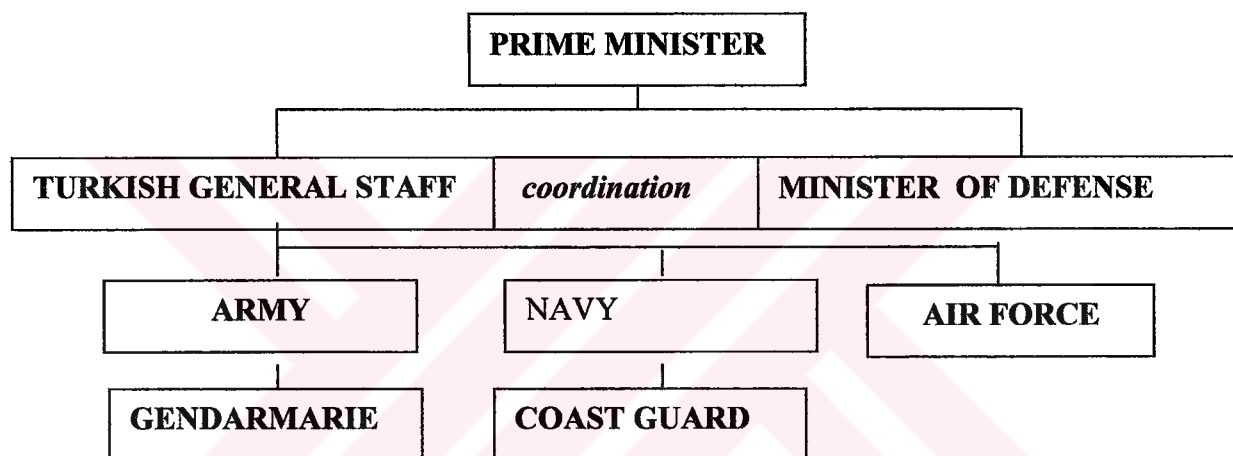 PRIME MINISTER
TURKISH GENERAL STAFF coordination MINISTER OF DEFENSE
ARMY NAVY AIR FORCE
GENDARMARIE COAST GUARD